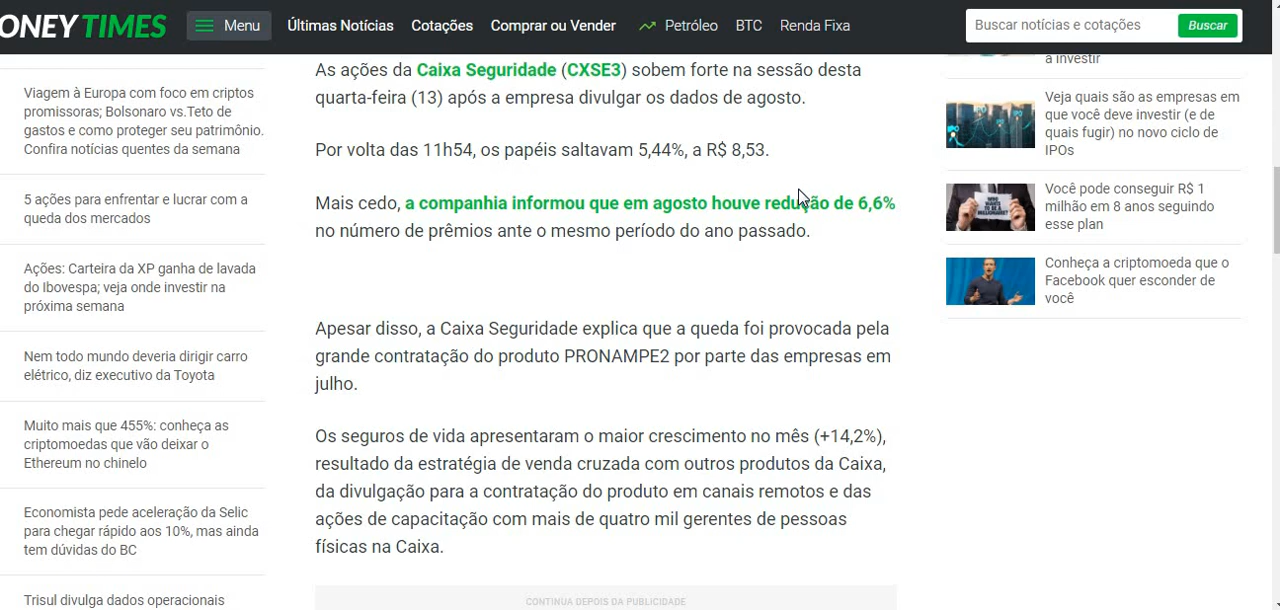 ONEY TIMES
Menu
Últimas Notícias
Cotações
Comprar ou Vender
Petróleo
BTC
Renda Fixa
Buscar notícias e cotações
Buscar
Viagem à Europa com foco em criptos
promissoras; Bolsonaro vs.Teto de
gastos e como proteger seu patrimônio.
Confira notícias quentes da semana
5 ações para enfrentar e lucrar com a
queda dos mercados
Ações: Carteira da XP ganha de lavada
do Ibovespa; veja onde investir na
próxima semana
Nem todo mundo deveria dirigir carro
elétrico, diz executivo da Toyota
Muito mais que 455%: conheça as
criptomoedas que vão deixar o
Ethereum no chinelo
Economista pede aceleração da Selic
para chegar rápido aos 10%, mas ainda
tem dúvidas do BC
Trisul divulga dados operacionais
As ações da Caixa Seguridade (CXSE3) sobem forte na sessão desta
quarta-feira (13) após a empresa divulgar os dados de agosto.
Por volta das 11h54, os papéis saltavam 5,44%, a R$ 8,53.
Mais cedo, a companhia informou que em agosto houve redução de 6,6%
no número de prêmios ante o mesmo período do ano passado.
Apesar disso, a Caixa Seguridade explica que a queda foi provocada pela
grande contratação do produto PRONAMPE2 por parte das empresas em
julho.
Os seguros de vida apresentaram o maior crescimento no mês (+14,2%),
resultado da estratégia de venda cruzada com outros produtos da Caixa,
da divulgação para a contratação do produto em canais remotos e das
ações de capacitação com mais de quatro mil gerentes de pessoas
físicas na Caixa.
CONTINUA DEPOIS DA PUBLICIDADE
a investir
Veja quais são as empresas em
que você deve investir (e de
quais fugir) no novo ciclo de
IPOs
Você pode conseguir R$ 1
milhão em 8 anos seguindo
esse plan
Conheça a criptomoeda que o
Facebook quer esconder de
você